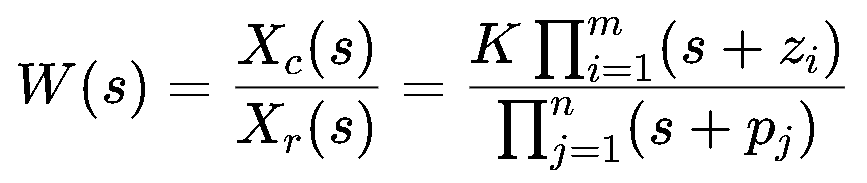 W(s) = \frac{X_c(s)}{X_r(s)} = \frac{K \prod_{i=1}^{m}(s + z_i)}{\prod_{j=1}^{n}(s + p_j)}